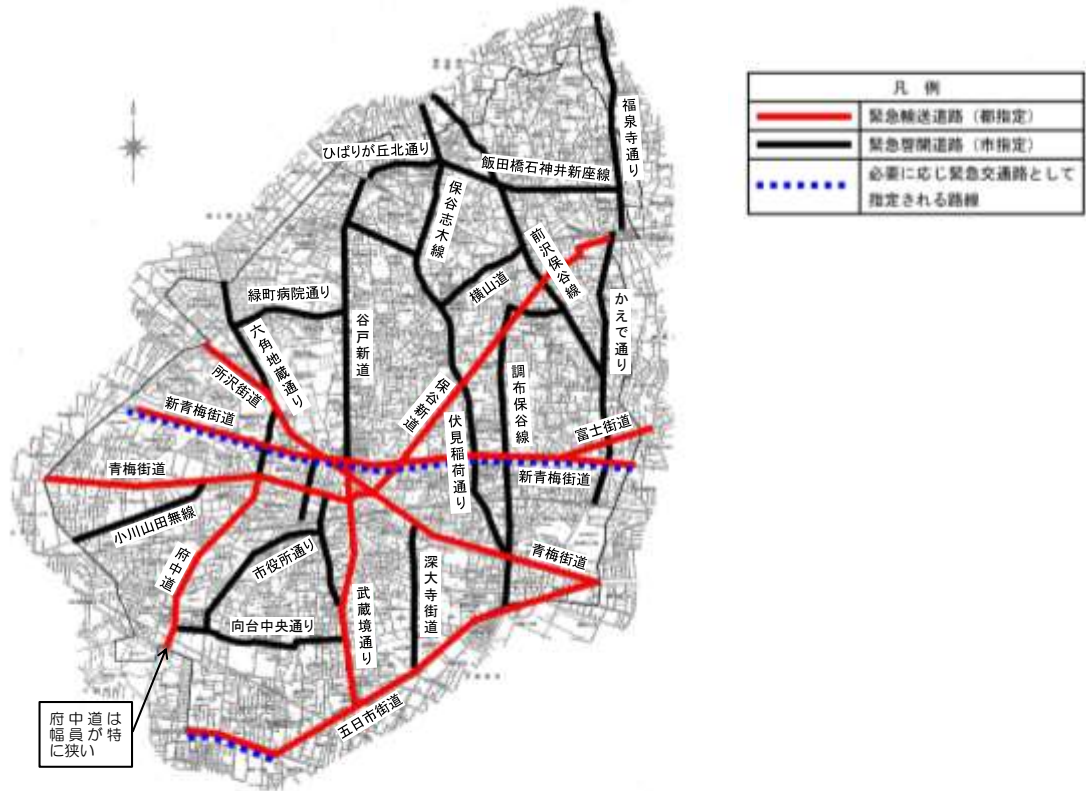 凡 例
緊急輸送道路（都指定）
緊急啓開道路（市指定）
必要に応じ緊急交通路として
指定される路線
福泉寺通り
ひばりが丘北通り
飯田橋石神井新座線
保谷志木線
前沢保谷線
横山道
緑町病院通り
かえで通り
六角地蔵通り
谷戸新道
所沢街道
保谷新道
調布保谷線
新青梅街道
富士街道
伏見稲荷通り
青梅街道
新青梅街道
小川山田無線
市役所通り
青梅街道
府中道
深大寺街道
武蔵境通り
向台中央通り
五日市街道
府中道は
幅員が特
に狭い